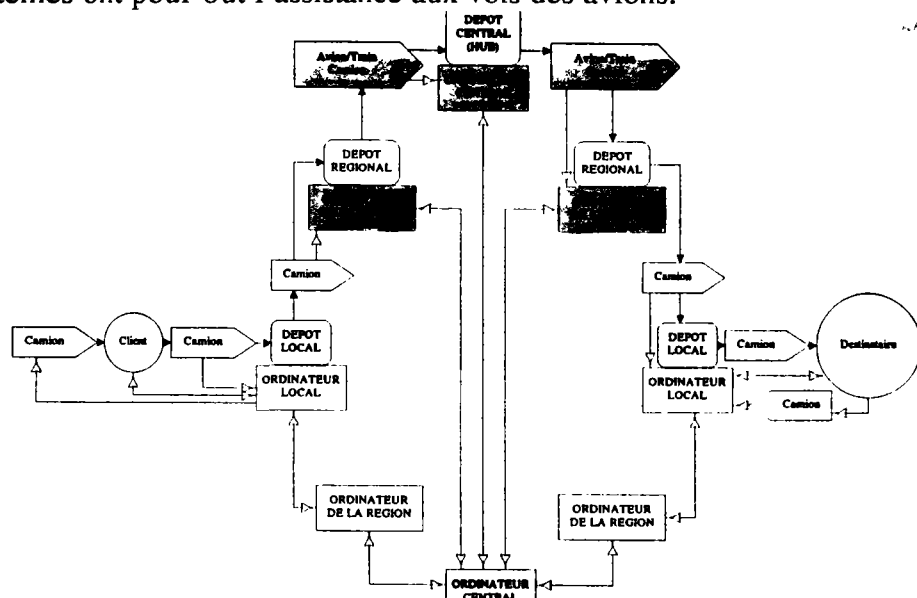 ont pour but l'assistance aux vols des avions.
DEPOT
CENTRAL
(HUB)
Avion/Train
Camion
Avion/Train
DEPOT
REGIONAL
DEPOT
REGIONAL
Camion
Camion
Camion
Client
Camion
DEPOT
LOCAL
ORDINATEUR
LOCAL
DEPOT
LOCAL
Camion
Destinataire
ORDINATEUR
LOCAL
Camion
ORDINATEUR
DE LA REGION
ORDINATEUR
DE LA REGION
ORDINATEUR
CENTRAL